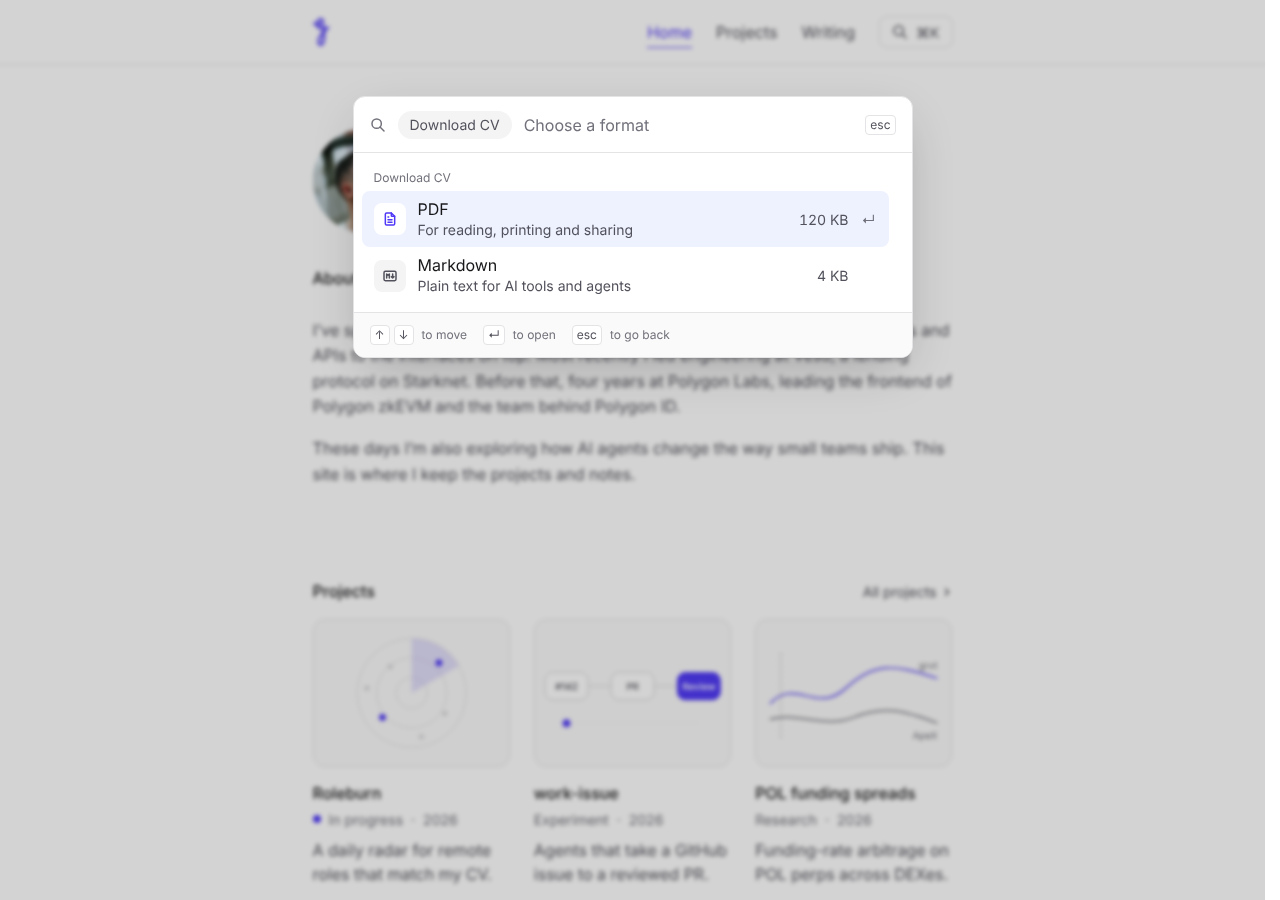 Home
Projects
Writing
⌘K
Download CV
Choose a format
esc
Download CV
PDF
For reading, printing and sharing
120 KB
Markdown
Plain text for AI tools and agents
4 KB
↑ ↓ to move
↵ to open
esc to go back
and
protocol on Starknet. Before that, four years at Polygon Labs, leading the frontend of
Polygon zkEVM and the team behind Polygon ID.
These days I'm also exploring how AI agents change the way small teams ship. This
site is where I keep the projects and notes.
Projects
All projects
PR
Review
Roleburn
In progress · 2026
A daily radar for remote
roles that match my CV.
work-issue
Experiment · 2026
Agents that take a GitHub
issue to a reviewed PR.
POL funding spreads
Research · 2026
Funding-rate arbitrage on
POL perps across DEXes.